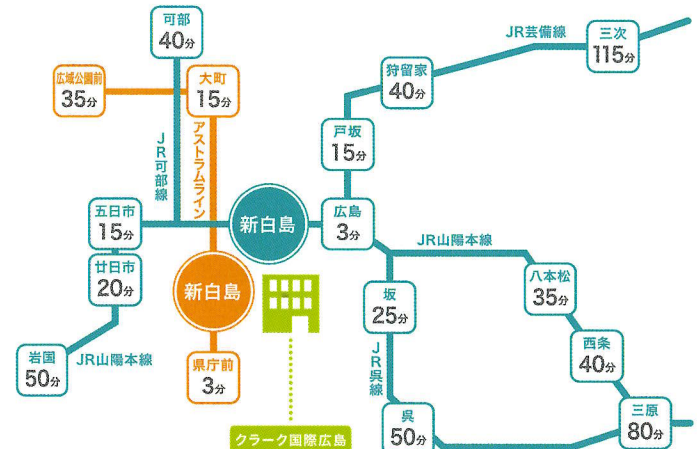 可部
40分
JR芸備線
三次
115分
広域公園前
35分
大町
15分
狩留家
40分
JR可部線
アストラムライン
戸坂
15分
五日市
15分
新白島
広島
3分
JR山陽本線
廿日市
20分
新白島
坂
25分
八本松
35分
岩国
50分
JR山陽本線
県庁前
3分
JR呉線
西条
40分
クラーク国際広島
呉
50分
三原
80分